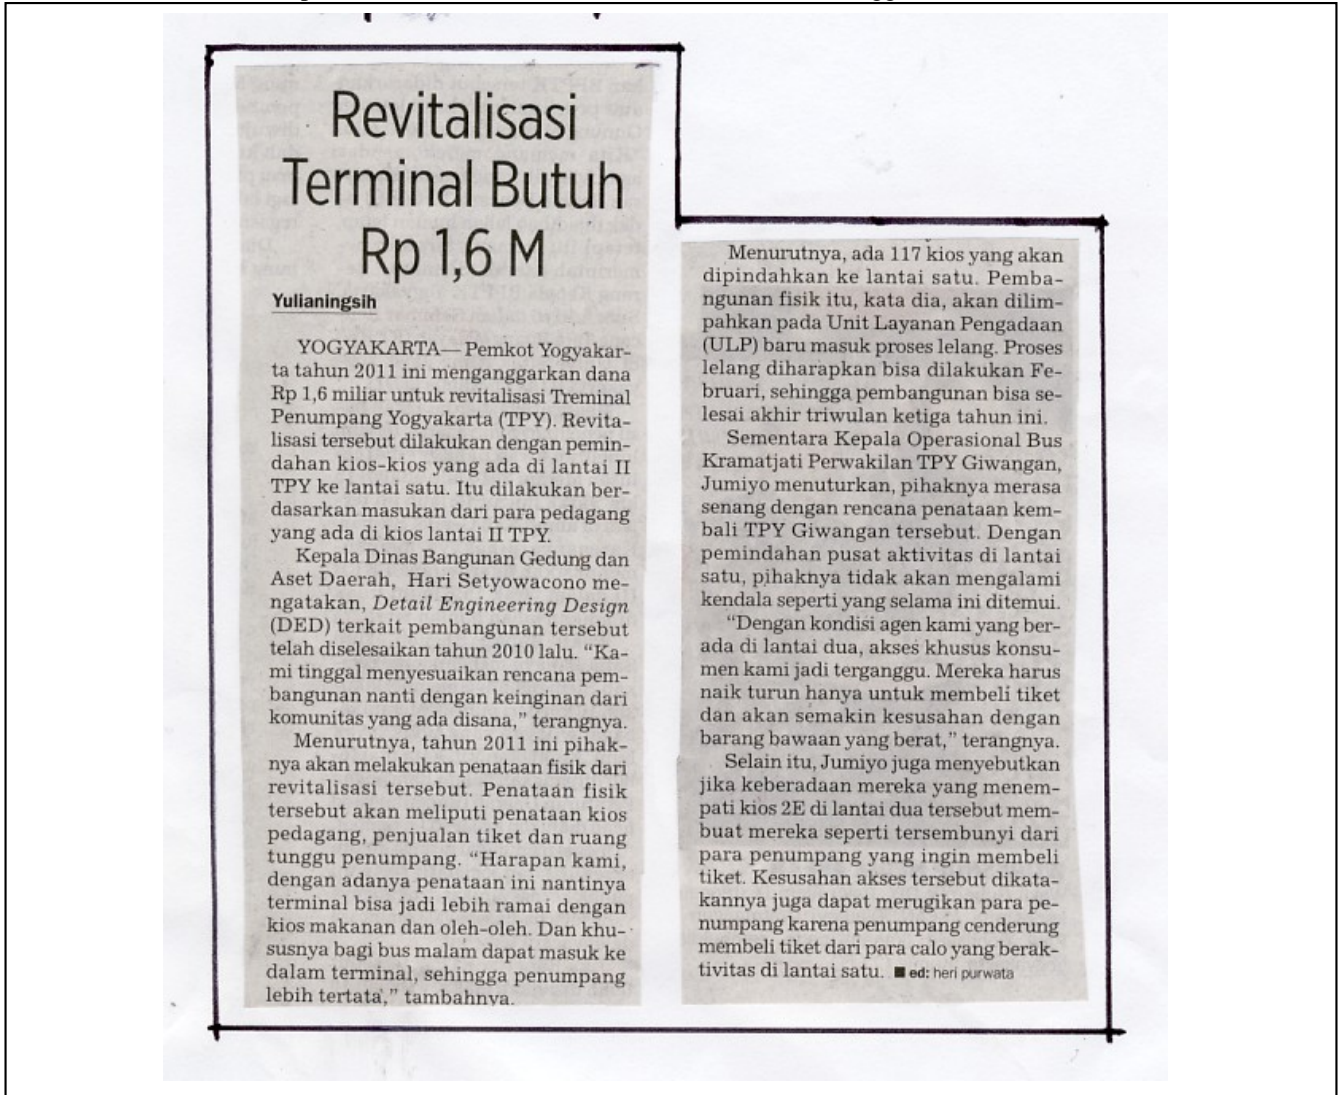 Revitalisasi
Terminal Butuh
Rp 1,6 M
Yulianingsih
YOGYAKARTA— Pemkot Yogyakar-
ta tahun 2011 ini menganggarkan dana
Rp 1,6 miliar untuk revitalisasi Treminal
Penumpang Yogyakarta (TPY). Revita-
lisasi tersebut dilakukan dengan pemin-
dahan kios-kios yang ada di lantai II
TPY ke lantai satu. Itu dilakukan ber-
dasarkan masukan dari para pedagang
yang ada di kios lantai II TPY.
Kepala Dinas Bangunan Gedung dan
Aset Daerah, Hari Setyowacono me-
ngatakan, Detail Engineering Design
(DED) terkait pembangunan tersebut
telah diselesaikan tahun 2010 lalu. “Ka-
mi tinggal menyesuaikan rencana pem-
bangunan nanti dengan keinginan dari
komunitas yang ada disana,” terangnya.
Menurutnya, tahun 2011 ini pihak-
nya akan melakukan penataan fisik dari
revitalisasi tersebut. Penataan fisik
tersebut akan meliputi penataan kios
pedagang, penjualan tiket dan ruang
tunggu penumpang. “Harapan kami,
dengan adanya penataan ini nantinya
terminal bisa jadi lebih ramai dengan
kios makanan dan oleh-oleh. Dan khu-
susnya bagi bus malam dapat masuk ke
dalam terminal, sehingga penumpang
lebih tertata,” tambahnya.
Menurutnya, ada 117 kios yang akan
dipindahkan ke lantai satu. Pemba-
ngunan fisik itu, kata dia, akan dilim-
pahkan pada Unit Layanan Pengadaan
(ULP) baru masuk proses lelang. Proses
lelang diharapkan bisa dilakukan Fe-
bruari, sehingga pembangunan bisa se-
lesai akhir triwulan ketiga tahun ini.
Sementara Kepala Operasional Bus
Kramatjati Perwakilan TPY Giwangan,
Jumiyo menuturkan, pihaknya merasa
senang dengan rencana penataan kem-
bali TPY Giwangan tersebut. Dengan
pemindahan pusat aktivitas di lantai
satu, pihaknya tidak akan mengalami
kendala seperti yang selama ini ditemui.
“Dengan kondisi agen kami yang ber-
ada di lantai dua, akses khusus konsu-
men kami jadi terganggu. Mereka harus
naik turun hanya untuk membeli tiket
dan akan semakin kesusahan dengan
barang bawaan yang berat,” terangnya.
Selain itu, Jumiyo juga menyebutkan
jika keberadaan mereka yang menem-
pati kios 2E di lantai dua tersebut mem-
buat mereka seperti tersembunyi dari
para penumpang yang ingin membeli
tiket. Kesusahan akses tersebut dikata-
kannya juga dapat merugikan para pe-
numpang karena penumpang cenderung
membeli tiket dari para calo yang berak-
tivitas di lantai satu. ■ ed: heri purwata